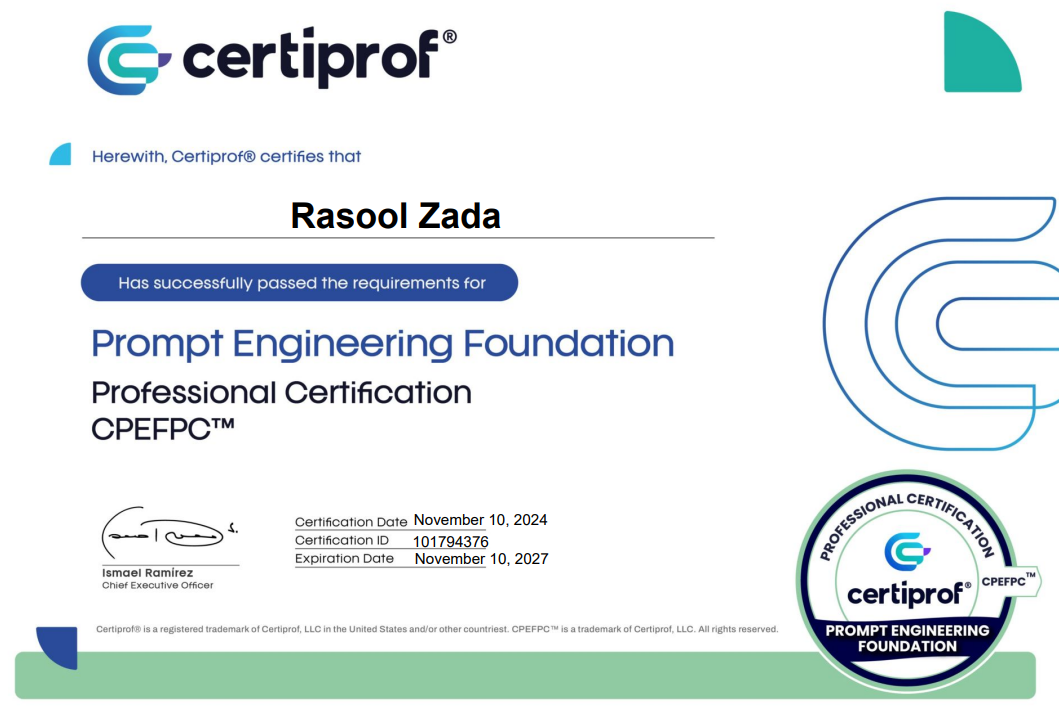 certiprof®
Herewith, Certiprof® certifies that
Rasool Zada
Has successfully passed the requirements for
Prompt Engineering Foundation
Professional Certification
CPEFPC™
Ismael Ramírez
Chief Executive Officer
Certification Date November 10, 2024
Certification ID 101794376
Expiration Date November 10, 2027
PROFESSIONAL CERTIFICATION
certiprof®
CPEFPC™
PROMPT ENGINEERING
FOUNDATION
Certiprof® is a registered trademark of Certiprof, LLC in the United States and/or other countriest. CPEFPC™ is a trademark of Certiprof, LLC. All rights reserved.